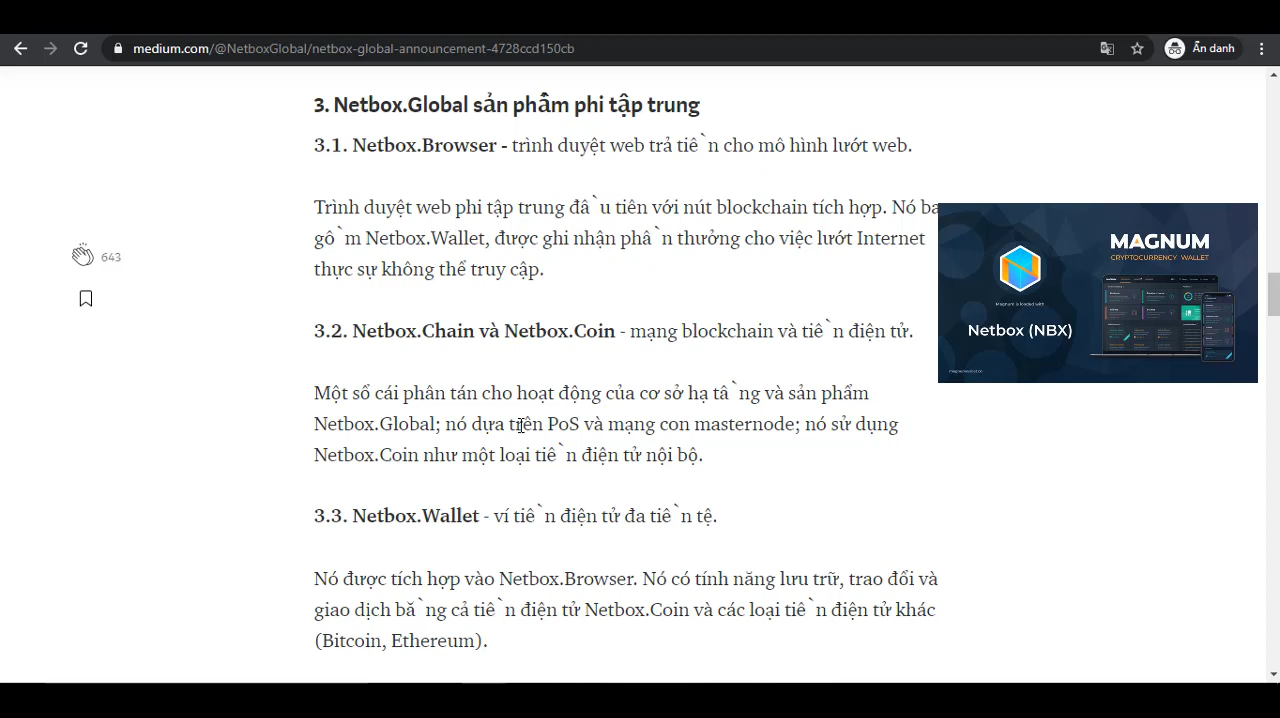 medium.com/@NetboxGlobal/netbox-global-announcement-4728ccd150cb
Ẩn danh
3. Netbox.Global sản phẩm phi tập trung
3.1. Netbox.Browser - trình duyệt web trả tiền cho mô hình lướt web.
Trình duyệt web phi tập trung đầu tiên với nút blockchain tích hợp. Nó ba
gồm Netbox.Wallet, được ghi nhận phần thưởng cho việc lướt Internet
thực sự không thể truy cập.
643
3.2. Netbox.Chain và Netbox.Coin - mạng blockchain và tiền điện tử.
Một sổ cái phân tán cho hoạt động của cơ sở hạ tầng và sản phẩm
Netbox.Global; nó dựa trên PoS và mạng con masternode; nó sử dụng
Netbox.Coin như một loại tiền điện tử nội bộ.
3.3. Netbox.Wallet - ví tiền điện tử đa tiền tệ.
Nó được tích hợp vào Netbox.Browser. Nó có tính năng lưu trữ, trao đổi và
giao dịch bằng cả tiền điện tử Netbox.Coin và các loại tiền điện tử khác
(Bitcoin, Ethereum).
MAGNUM
CRYPTOCURRENCY WALLET
Magnum is loaded with
Netbox (NBX)